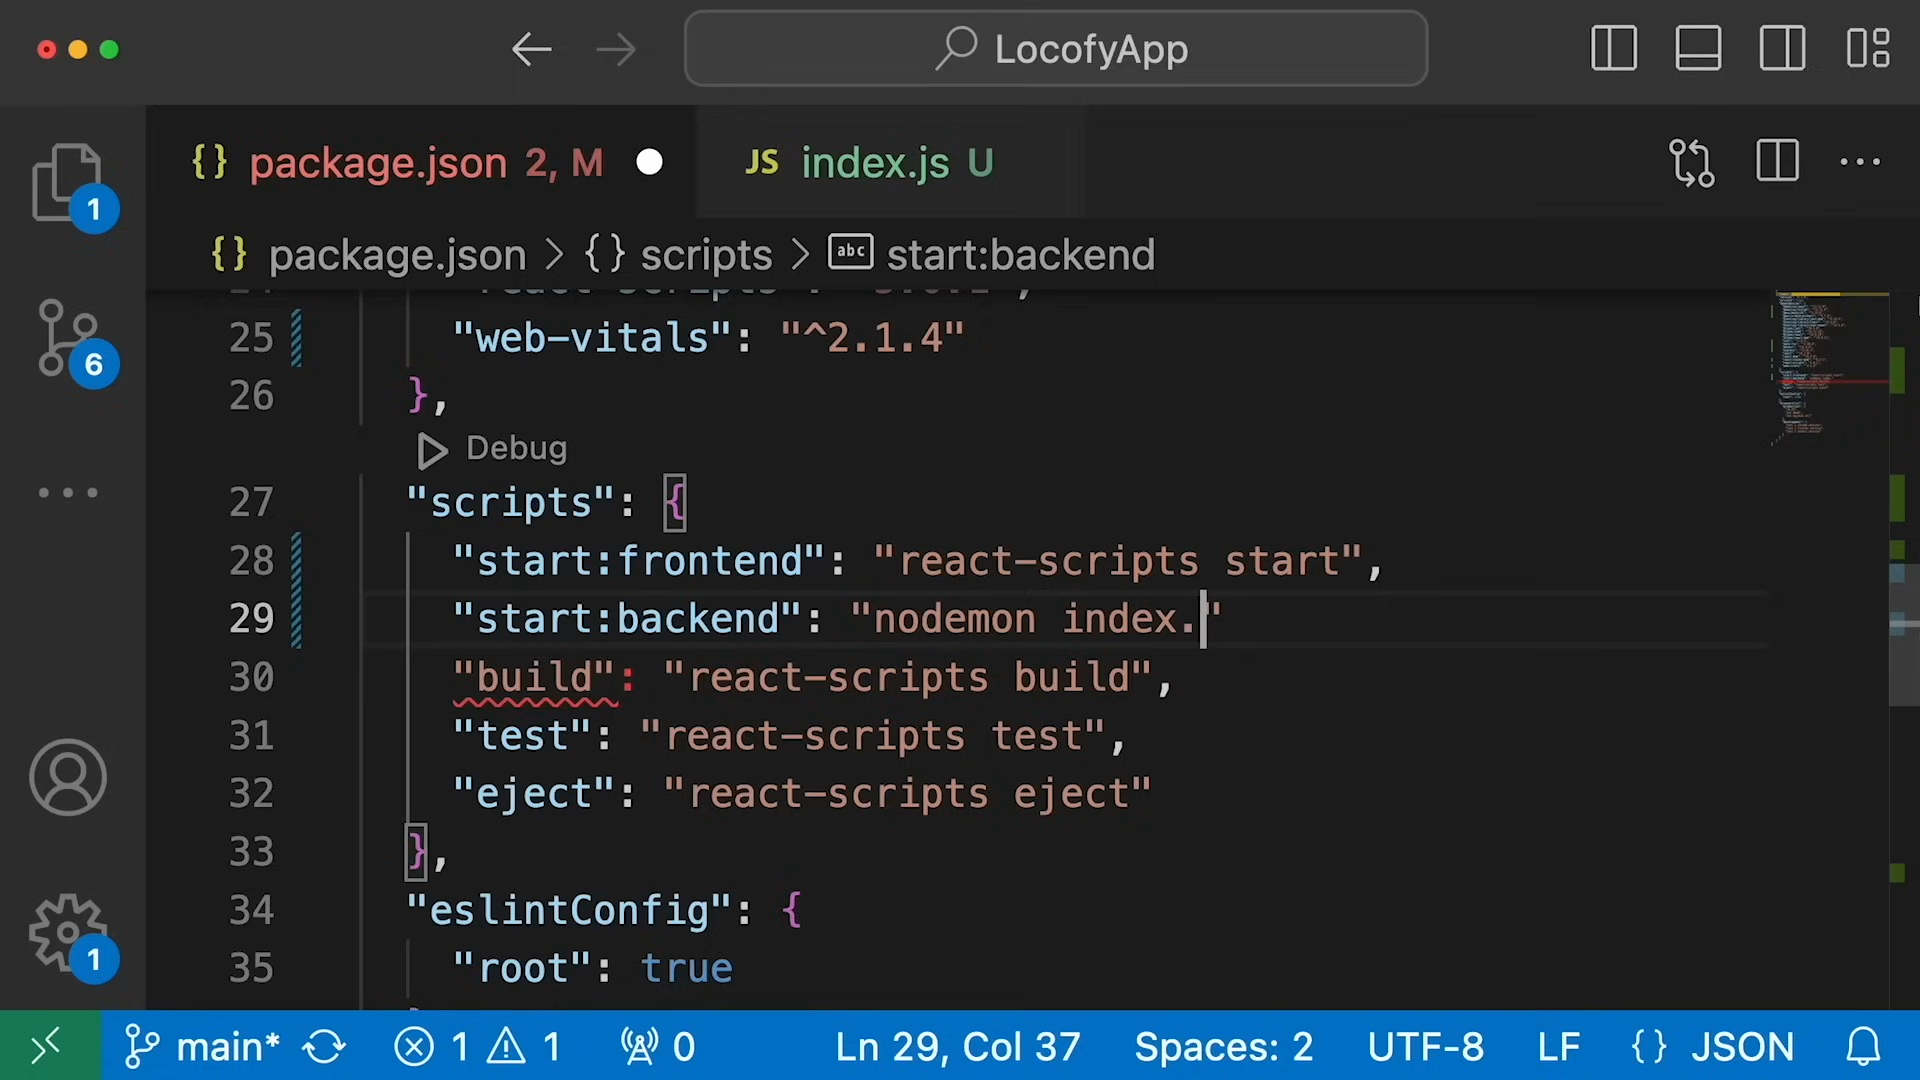 LocofyApp
package.json 2, M
JS index.js U
package.json > {} scripts > abc start:backend
1
6
25 "web-vitals": "^2.1.4"
26 },
Debug
27 "scripts": {
28 "start:frontend": "react-scripts start",
29 "start:backend": "nodemon index."
30 "build": "react-scripts build",
31 "test": "react-scripts test",
32 "eject": "react-scripts eject"
33 },
34 "eslintConfig": {
35 "root": true
1
main* 1 1 0 Ln 29, Col 37 Spaces: 2 UTF-8 LF {} JSON